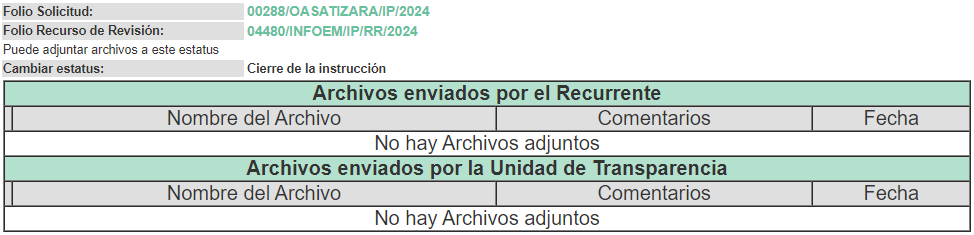 Folio Solicitud: 00288/OASATIZARA/IP/2024
Folio Recurso de Revisión: 04480/INFOEM/IP/RR/2024
Puede adjuntar archivos a este estatus
Cambiar estatus: Cierre de la instrucción
Archivos enviados por el Recurrente
Nombre del Archivo Comentarios Fecha
No hay Archivos adjuntos
Archivos enviados por la Unidad de Transparencia
Nombre del Archivo Comentarios Fecha
No hay Archivos adjuntos